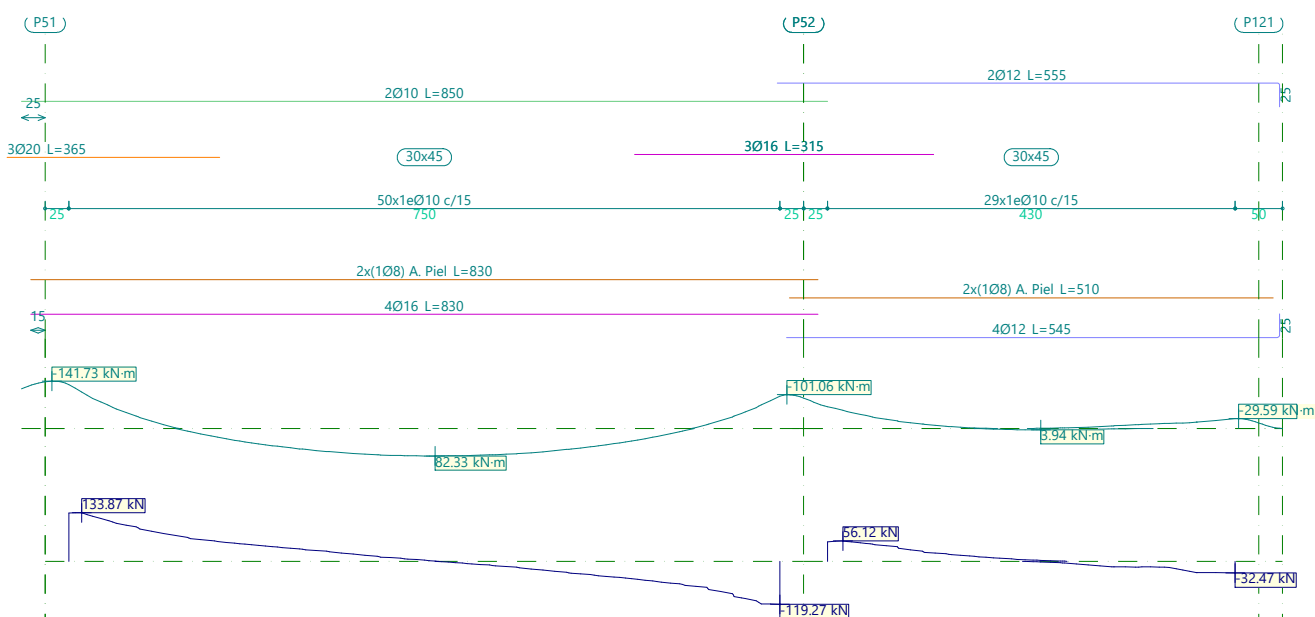 P51
P52
P121
2Ø12 L=555
2Ø10 L=850
25
25
3Ø20 L=365
30x45
3Ø16 L=315
30x45
50x1eØ10 c/15
29x1eØ10 c/15
25
750
25
25
430
50
2x(1Ø8) A. Piel L=830
2x(1Ø8) A. Piel L=510
4Ø16 L=830
15
4Ø12 L=545
25
-141.73 kN·m
-101.06 kN·m
-29.59 kN·m
82.33 kN·m
3.94 kN·m
133.87 kN
56.12 kN
-32.47 kN
-119.27 kN